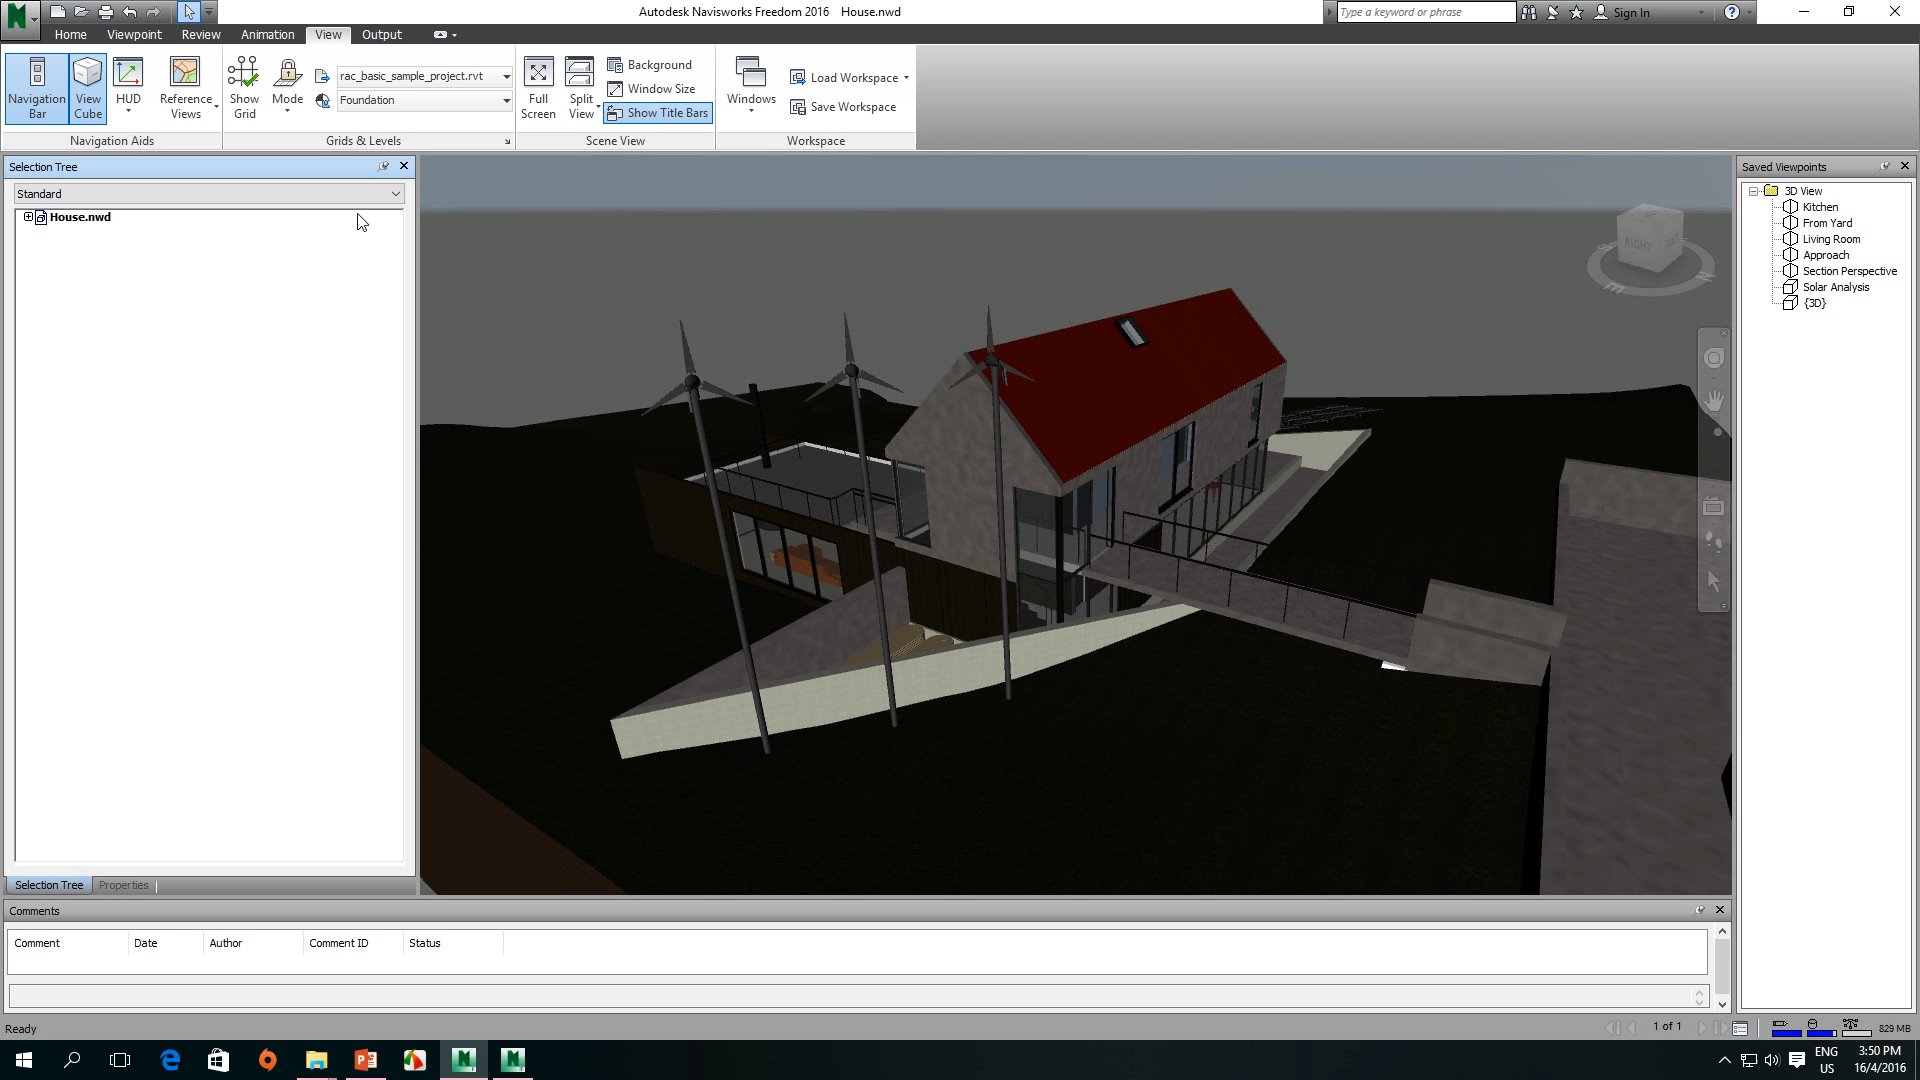 Autodesk Navisworks Freedom 2016 House.nwd
Type a keyword or phrase
Sign In
Home Viewpoint Review Animation View Output
Navigation Bar
View Cube
HUD
Reference Views
Show Grid
Mode
rac_basic_sample_project.rvt
Foundation
Full Screen
Split View
Background
Window Size
Show Title Bars
Windows
Load Workspace
Save Workspace
Navigation Aids
Grids & Levels
Scene View
Workspace
Selection Tree
Standard
House.nwd
RIGHT
Selection Tree Properties
Saved Viewpoints
3D View
Kitchen
From Yard
Living Room
Approach
Section Perspective
Solar Analysis
{3D}
Comments
Comment Date Author Comment ID Status
Ready
1 of 1
829 MB
ENG
US
3:50 PM
16/4/2016